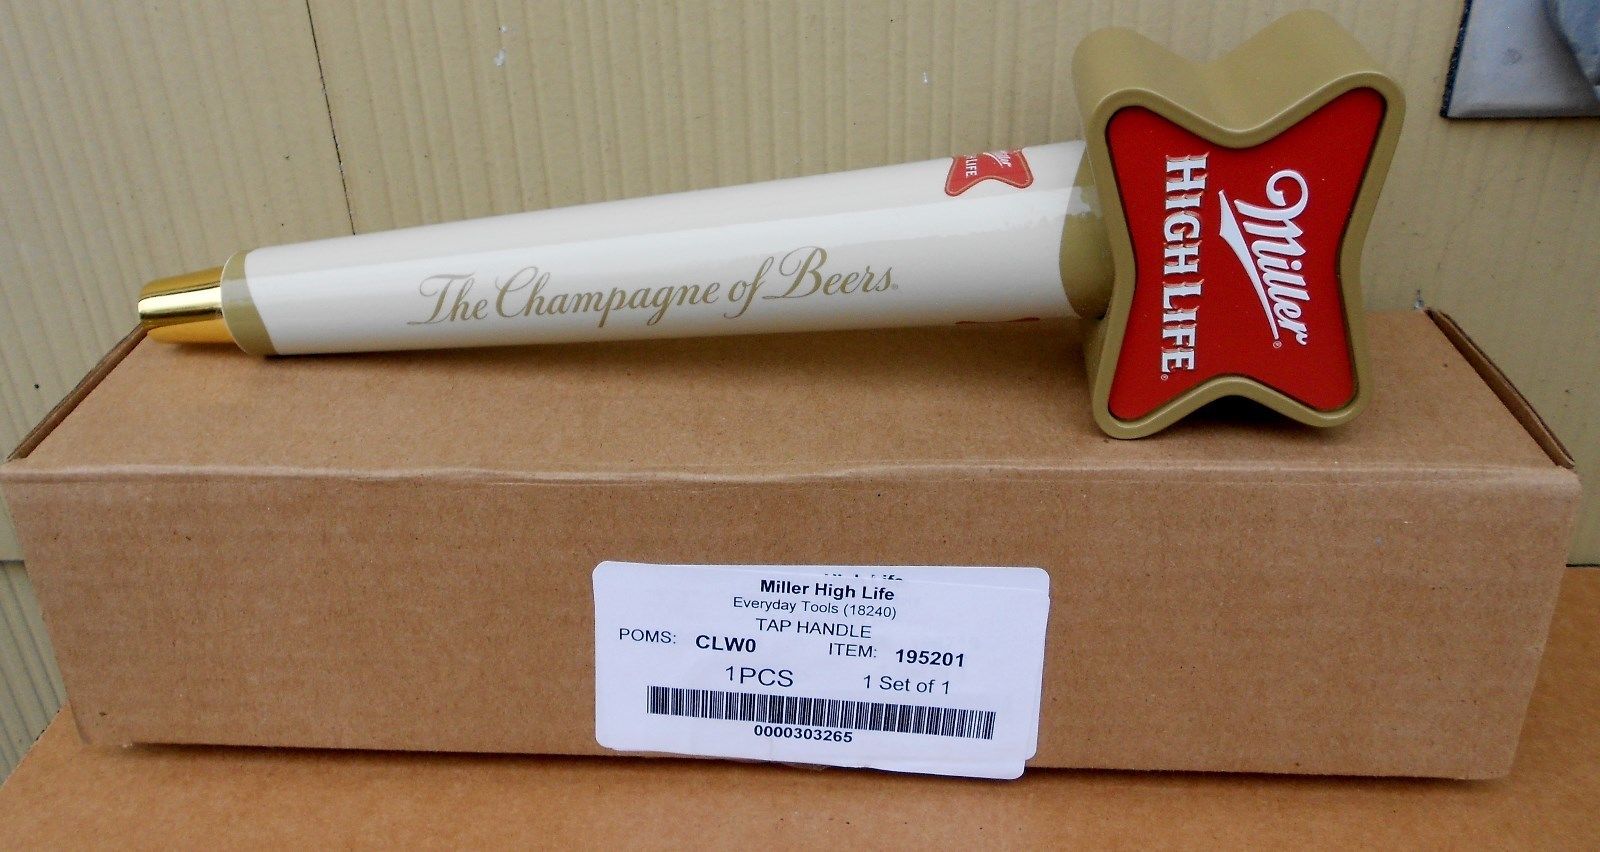 Miller
HIGH LIFE
The Champagne of Beers.
LIFE
Miller High Life
Everyday Tools (18240)
TAP HANDLE
POMS: CLW0 ITEM: 195201
1PCS 1 Set of 1
0000303265